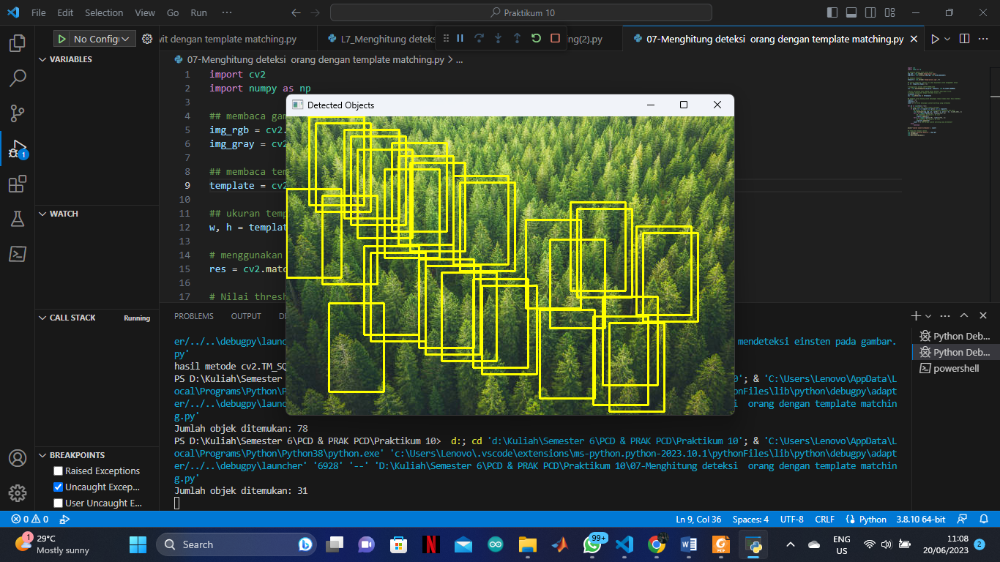 File Edit Selection View Go Run ··· Praktikum 10
No Config
wit dengan template matching.py
L7_Menghitung deteks
ng(2).py
07-Menghitung deteksi orang dengan template matching.py
VARIABLES
07-Menghitung deteksi orang dengan template matching.py > ...
1 import cv2
2 import numpy as np
3
4 ## membaca gam
5 img_rgb = cv2.
6 img_gray = cv2
7
8 ## membaca tem
9 template = cv2
10
11 ## ukuran temp
12 w, h = templat
13
14 # menggunakan
15 res = cv2.matc
16
17 # Nilai thresh
Detected Objects
WATCH
CALL STACK Running
BREAKPOINTS
Raised Exceptions
Uncaught Excep...
User Uncaught E...
PROBLEMS OUTPUT
er/../..\debugpy\launche mendeteksi einsten pada gambar.
py'
hasil metode cv2.TM_SQ
PS D:\Kuliah\Semester 0'; & 'C:\Users\Lenovo\AppData\L
ocal\Programs\Python\P onFiles\lib\python\debugpy\adapt
er/../..\debugpy\launc i orang dengan template matchin
g.py'
Jumlah objek ditemukan: 78
PS D:\Kuliah\Semester 6\PCD & PRAK PCD\Praktikum 10> d:; cd 'd:\Kuliah\Semester 6\PCD & PRAK PCD\Praktikum 10'; & 'C:\Users\Lenovo\AppData\L
ocal\Programs\Python\Python38\python.exe' 'c:\Users\Lenovo\.vscode\extensions\ms-python.python-2023.10.1\pythonFiles\lib\python\debugpy\adapt
er/../..\debugpy\launcher' '6928' '--' 'D:\Kuliah\Semester 6\PCD & PRAK PCD\Praktikum 10\07-Menghitung deteksi orang dengan template matchin
g.py'
Jumlah objek ditemukan: 31
Python Deb...
Python Deb...
powershell
0 0 Ln 9, Col 36 Spaces: 4 UTF-8 CRLF Python 3.8.10 64-bit
29°C
Mostly sunny
Search
99+
ENG
US
11:08
20/06/2023
2